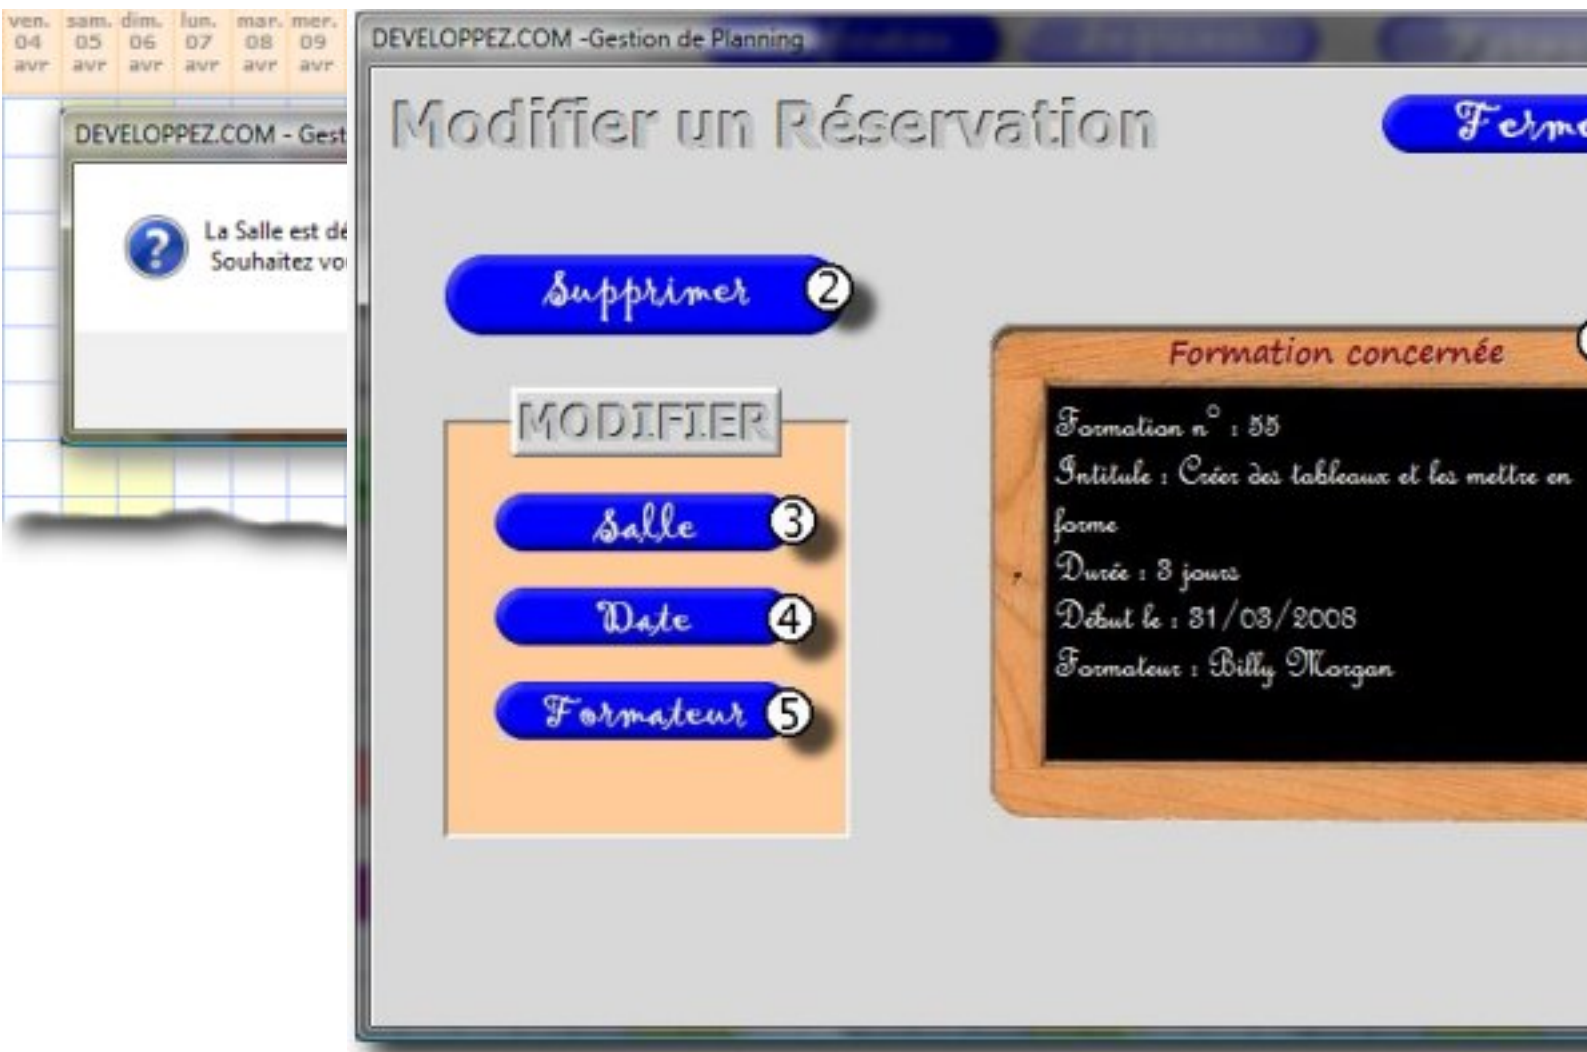 ven. sam. dim. lun. mar. mer.
04 05 06 07 08 09
avr avr avr avr avr avr
DEVELOPPEZ.COM - Gest
La Salle est dé
Souhaitez vo
DEVELOPPEZ.COM -Gestion de Planning
Modifier un Réservation
Ferme
Supprimer 2
MODIFIER
Salle 3
Date 4
Formateur 5
Formation concernée
Formation n° : 55
Intitule : Créer des tableaux et les mettre en
forme
Durée : 3 jours
Début le : 31/03/2008
Formateur : Billy Morgan